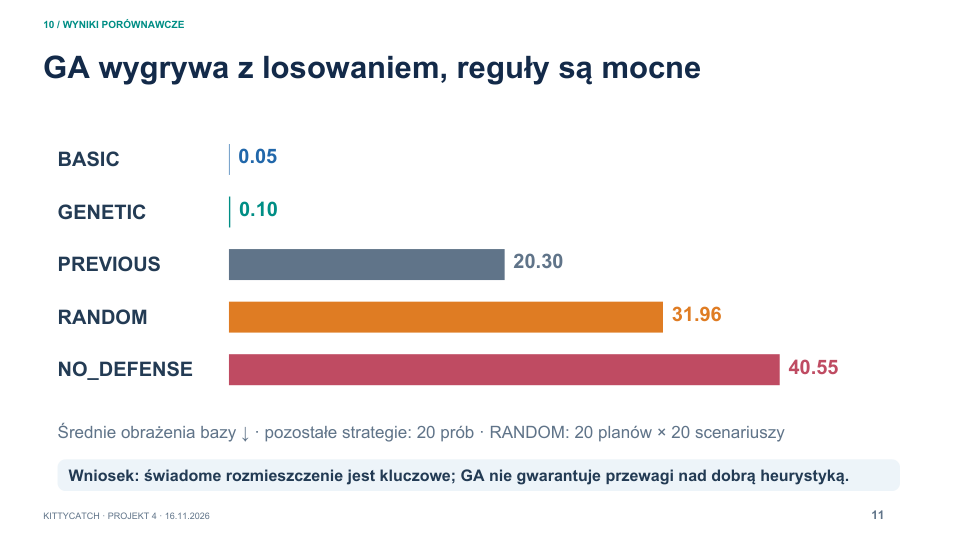 10 / WYNIKI PORÓWNAWCZE
GA wygrywa z losowaniem, reguły są mocne
BASIC 0.05
GENETIC 0.10
PREVIOUS 20.30
RANDOM 31.96
NO_DEFENSE 40.55
Średnie obrażenia bazy ↓ · pozostałe strategie: 20 prób · RANDOM: 20 planów × 20 scenariuszy
Wniosek: świadome rozmieszczenie jest kluczowe; GA nie gwarantuje przewagi nad dobrą heurystyką.
KITTYCATCH · PROJEKT 4 · 16.11.2026 11